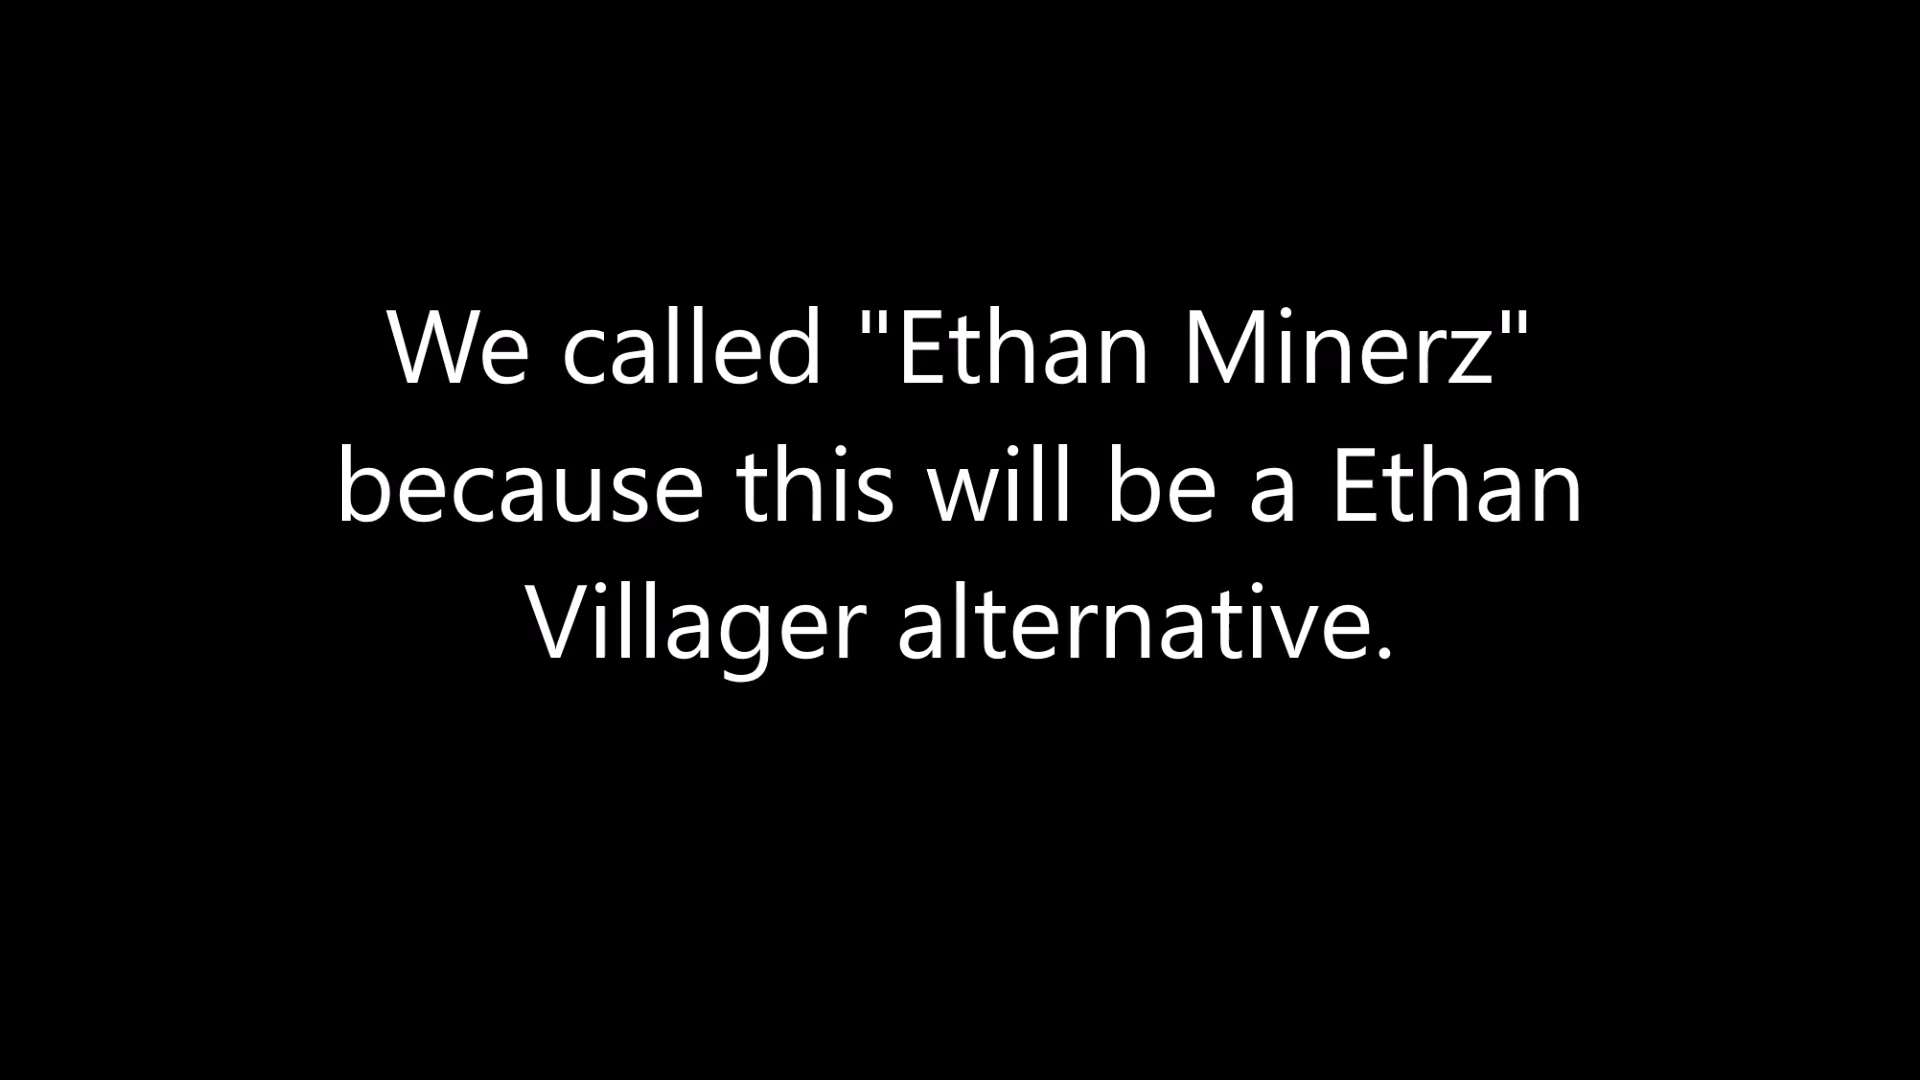 We called "Ethan Minerz"
because this will be a Ethan
Villager alternative.